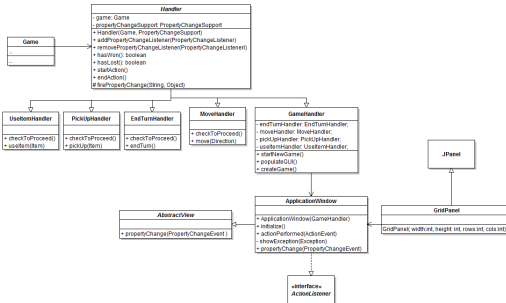 Handler
- game: Game
- propertyChangeSupport: PropertyChangeSupport
+ Handler(Game, PropertyChangeSupport)
+ addPropertyChangeListener(PropertyChangeListener)
+ removePropertyChangeListener(PropertyChangeListener)
+ hasWon(): boolean
+ hasLost(): boolean
+ startAction()
+ endAction()
# firePropertyChange(String, Object)
Game
...
...
UseItemHandler
+ checkToProceed()
+ useItem(Item)
PickUpHandler
+ checkToProceed()
+ pickUp(Item)
EndTurnHandler
+ checkToProceed()
+ endTurn()
MoveHandler
+ checkToProceed()
+ move(Direction)
GameHandler
- endTurnHandler: EndTurnHandler;
- moveHandler: MoveHandler;
- pickUpHandler: PickUpHandler;
- useItemHandler: UseItemHandler;
+ startNewGame()
+ populateGUI()
+ createGame()
JPanel
AbstractView
+ propertyChange(PropertyChangeEvent )
ApplicationWindow
+ ApplicationWindow(GameHandler)
+ initialize()
+ actionPerformed(ActionEvent)
- showException(Exception)
+ propertyChange(PropertyChangeEvent)
GridPanel
GridPanel( width:int, height: int, rows:int, cols:int)
«interface»
ActionListener